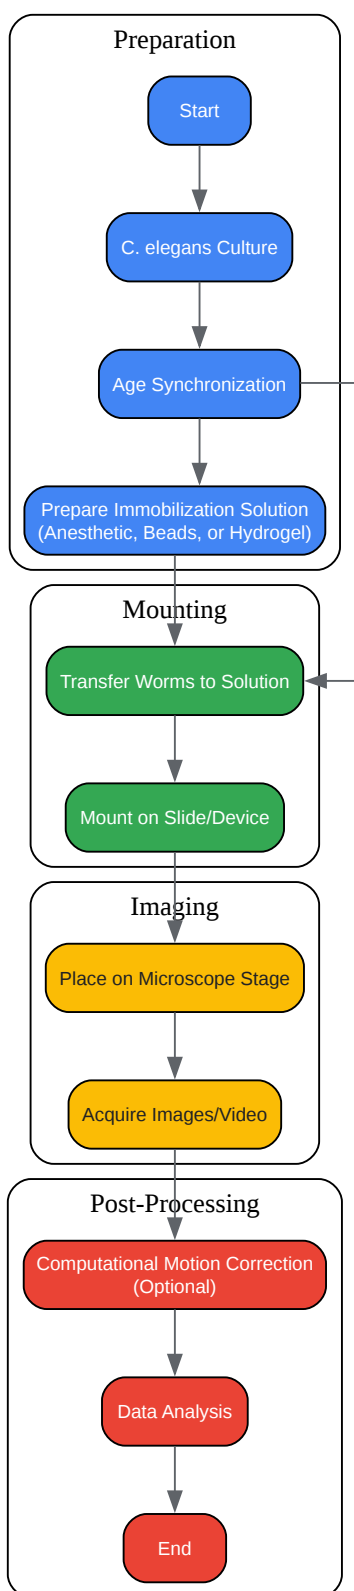 Preparation
Start
C. elegans Culture
Age Synchronization
Prepare Immobilization Solution
(Anesthetic, Beads, or Hydrogel)
Mounting
Transfer Worms to Solution
Mount on Slide/Device
Imaging
Place on Microscope Stage
Acquire Images/Video
Post-Processing
Computational Motion Correction
(Optional)
Data Analysis
End